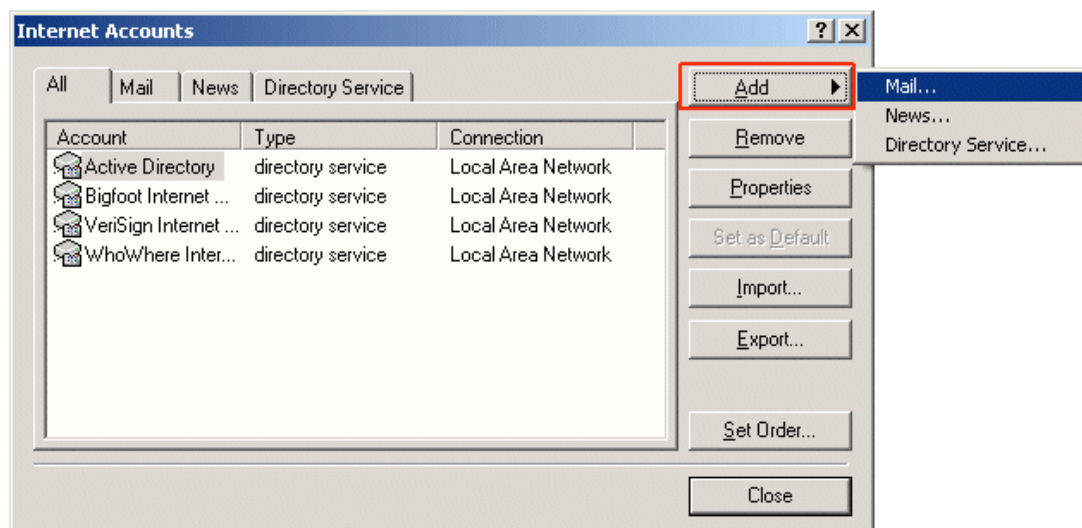 Internet Accounts
All Mail News Directory Service
Add
Mail...
News...
Directory Service...
Account Type Connection
Active Directory directory service Local Area Network
Bigfoot Internet ... directory service Local Area Network
VeriSign Internet ... directory service Local Area Network
WhoWhere Inter... directory service Local Area Network
Remove
Properties
Set as Default
Import...
Export...
Set Order...
Close